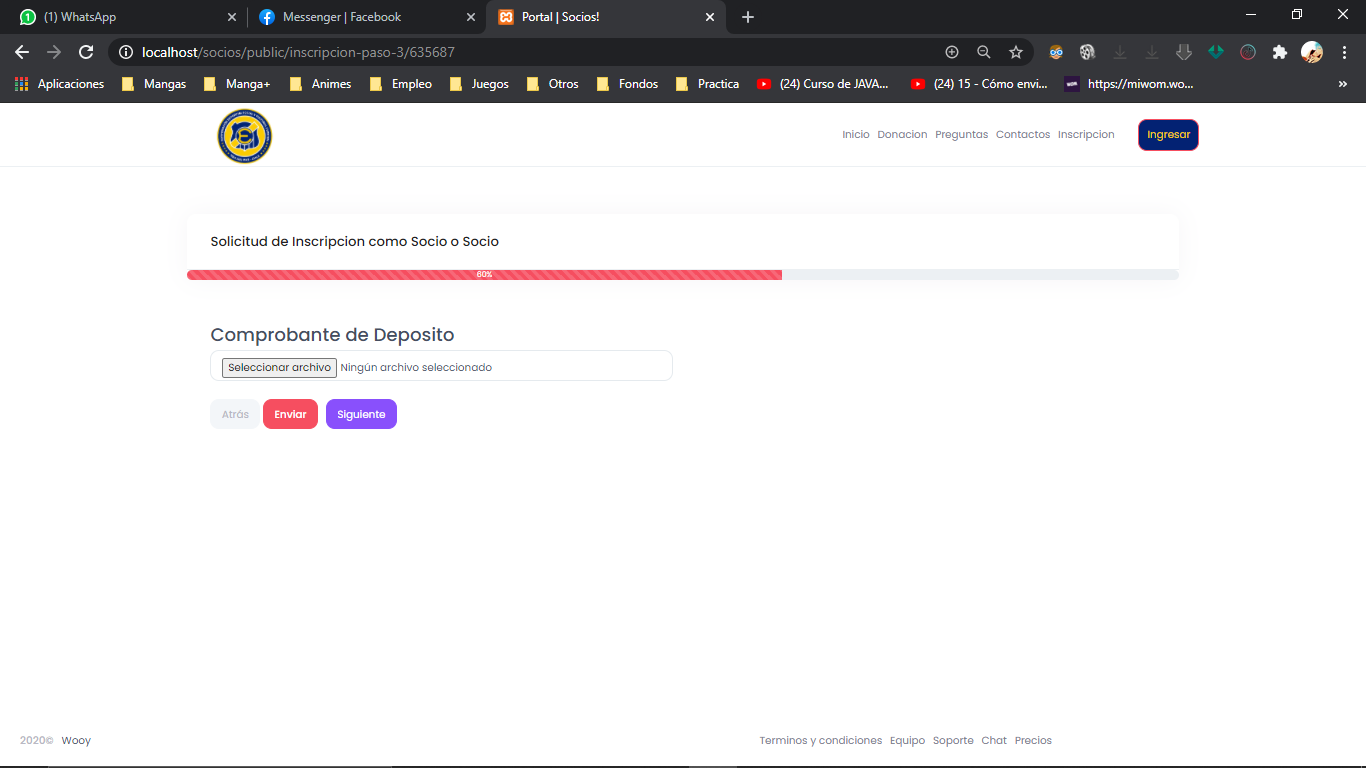 (1) WhatsApp
Messenger | Facebook
Portal | Socios!
localhost/socios/public/inscripcion-paso-3/635687
Aplicaciones
Mangas
Manga+
Animes
Empleo
Juegos
Otros
Fondos
Practica
(24) Curso de JAVA...
(24) 15 - Cómo envi...
https://miwom.wo...
»
Inicio Donacion Preguntas Contactos Inscripcion
Ingresar
Solicitud de Inscripcion como Socio o Socio
60%
Comprobante de Deposito
Seleccionar archivo Ningún archivo seleccionado
Atrás Enviar Siguiente
2020© Wooy
Terminos y condiciones Equipo Soporte Chat Precios